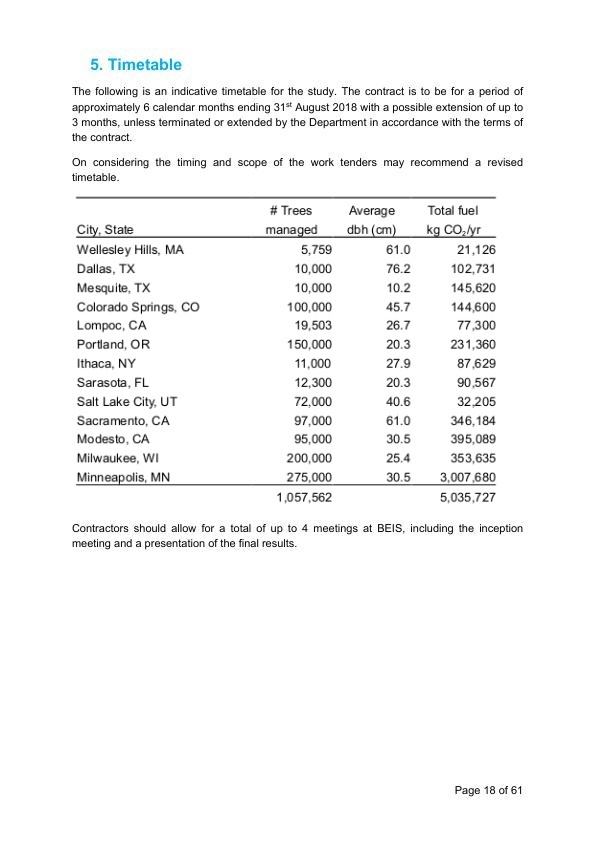 5. Timetable
The following is an indicative timetable for the study. The contract is to be for a period of
approximately 6 calendar months ending 31st August 2018 with a possible extension of up to
3 months, unless terminated or extended by the Department in accordance with the terms of
the contract.
On considering the timing and scope of the work tenders may recommend a revised
timetable.
# Trees Average Total fuel
City, State managed dbh (cm) kg CO₂/yr
Wellesley Hills, MA 5,759 61.0 21,126
Dallas, TX 10,000 76.2 102,731
Mesquite, TX 10,000 10.2 145,620
Colorado Springs, CO 100,000 45.7 144,600
Lompoc, CA 19,503 26.7 77,300
Portland, OR 150,000 20.3 231,360
Ithaca, NY 11,000 27.9 87,629
Sarasota, FL 12,300 20.3 90,567
Salt Lake City, UT 72,000 40.6 32,205
Sacramento, CA 97,000 61.0 346,184
Modesto, CA 95,000 30.5 395,089
Milwaukee, WI 200,000 25.4 353,635
Minneapolis, MN 275,000 30.5 3,007,680
1,057,562 5,035,727
Contractors should allow for a total of up to 4 meetings at BEIS, including the inception
meeting and a presentation of the final results.
Page 18 of 61